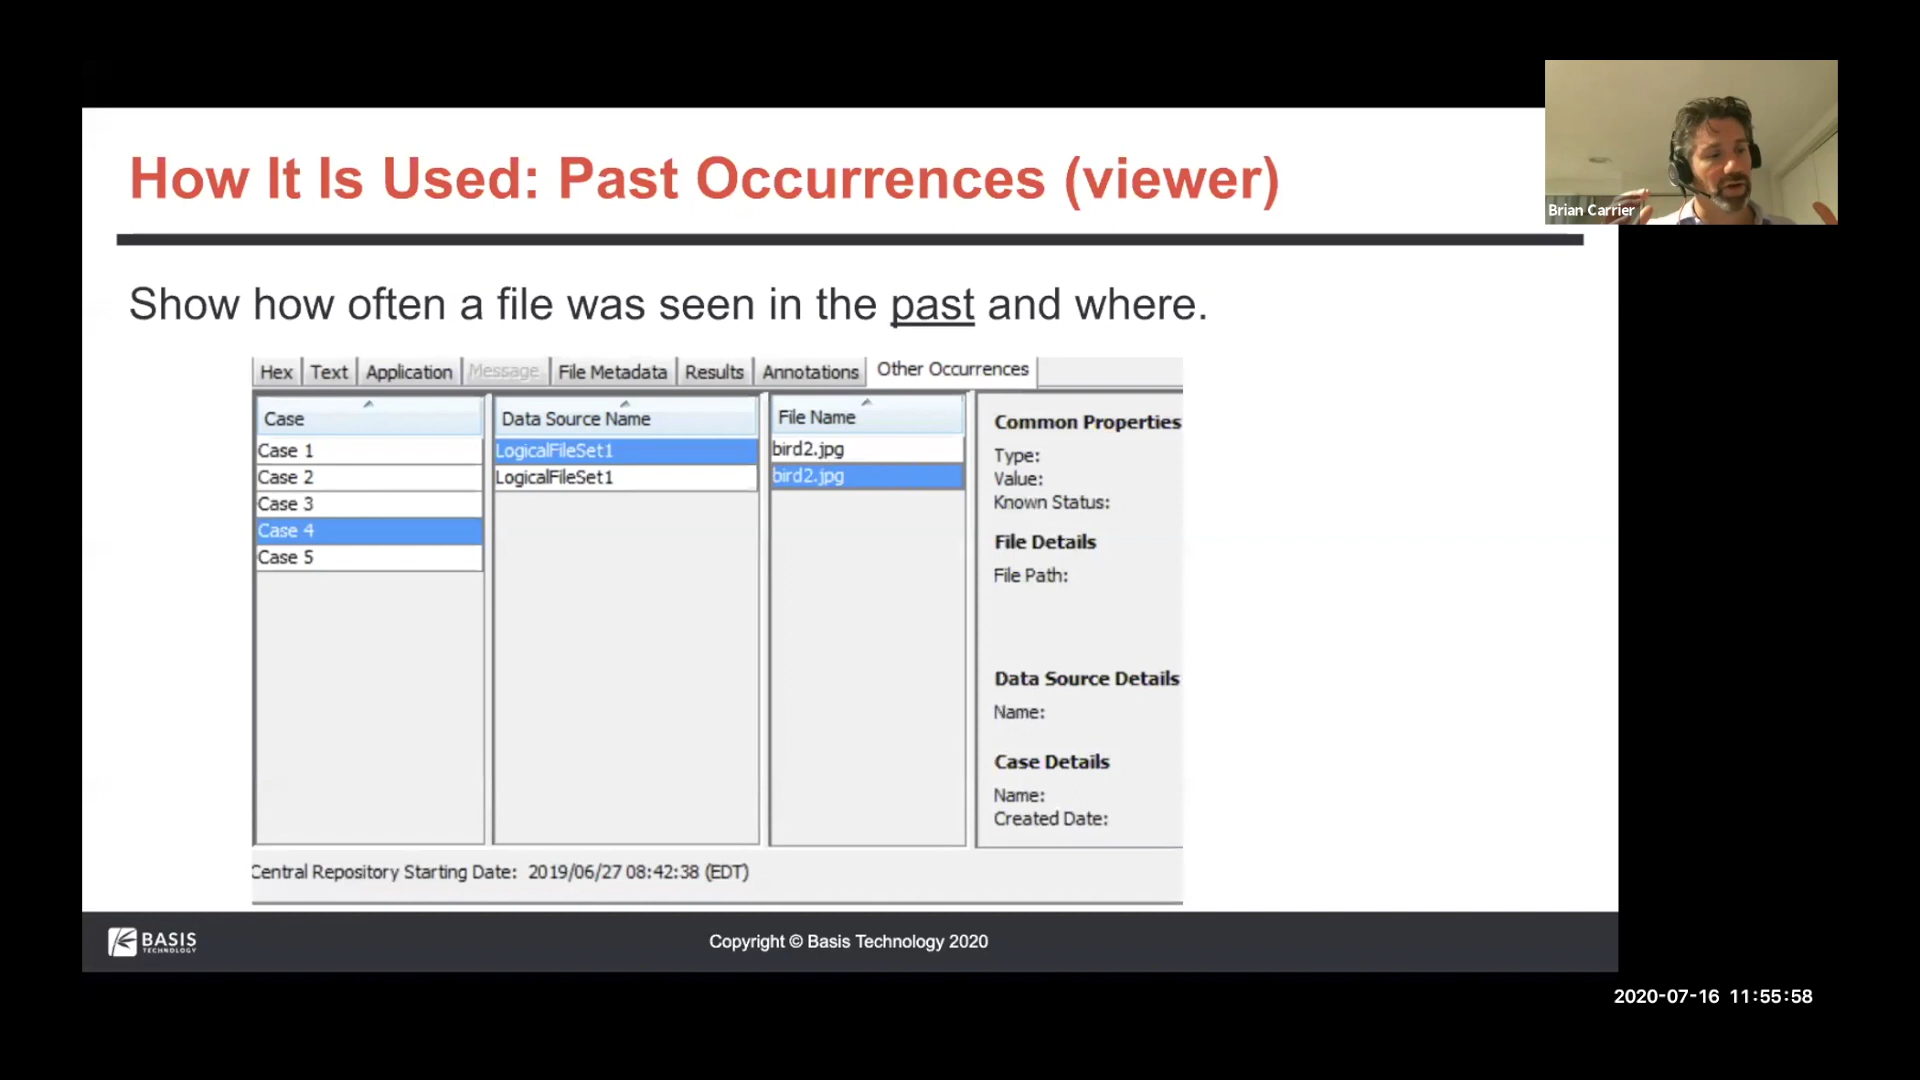 How It Is Used: Past Occurrences (viewer)
Brian Carrier
Show how often a file was seen in the past and where.
Hex Text Application Message File Metadata Results Annotations Other Occurrences
Case
Case 1
Case 2
Case 3
Case 4
Case 5
Data Source Name
LogicalFileSet1
LogicalFileSet1
File Name
bird2.jpg
bird2.jpg
Common Properties
Type:
Value:
Known Status:
File Details
File Path:
Data Source Details
Name:
Case Details
Name:
Created Date:
Central Repository Starting Date: 2019/06/27 08:42:38 (EDT)
BASIS
TECHNOLOGY
Copyright © Basis Technology 2020
2020-07-16 11:55:58